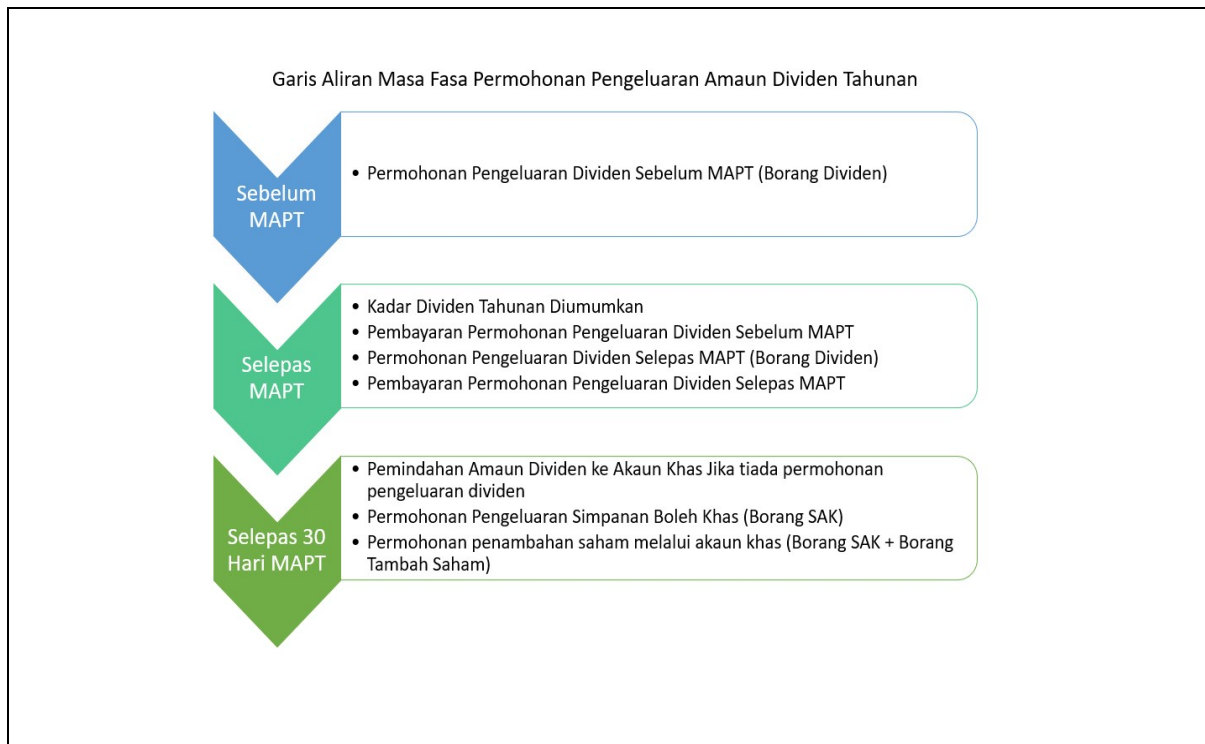 Garis Aliran Masa Fasa Permohonan Pengeluaran Amaun Dividen Tahunan
Sebelum
MAPT
• Permohonan Pengeluaran Dividen Sebelum MAPT (Borang Dividen)
Selepas
MAPT
• Kadar Dividen Tahunan Diumumkan
• Pembayaran Permohonan Pengeluaran Dividen Sebelum MAPT
• Permohonan Pengeluaran Dividen Selepas MAPT (Borang Dividen)
• Pembayaran Permohonan Pengeluaran Dividen Selepas MAPT
Selepas 30
Hari MAPT
• Pemindahan Amaun Dividen ke Akaun Khas Jika tiada permohonan
pengeluaran dividen
• Permohonan Pengeluaran Simpanan Boleh Khas (Borang SAK)
• Permohonan penambahan saham melalui akaun khas (Borang SAK + Borang
Tambah Saham)